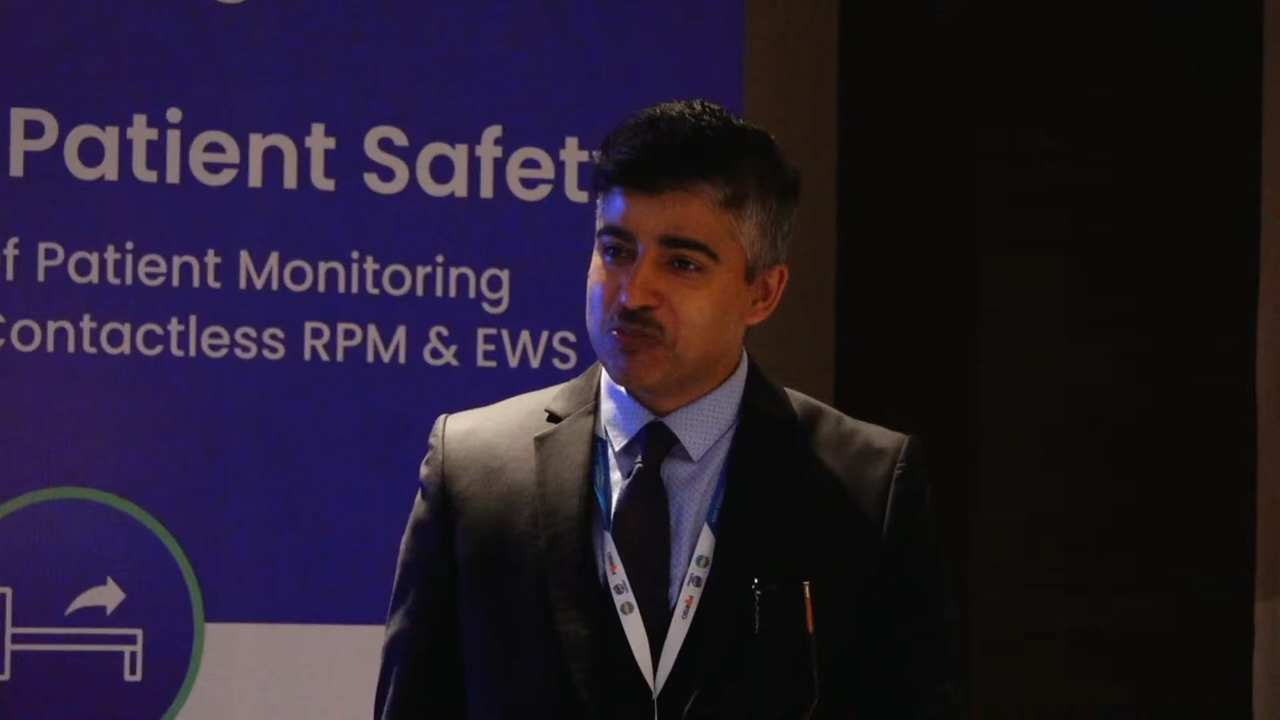 Patient Safet
f Patient Monitoring
Contactless RPM & EWS